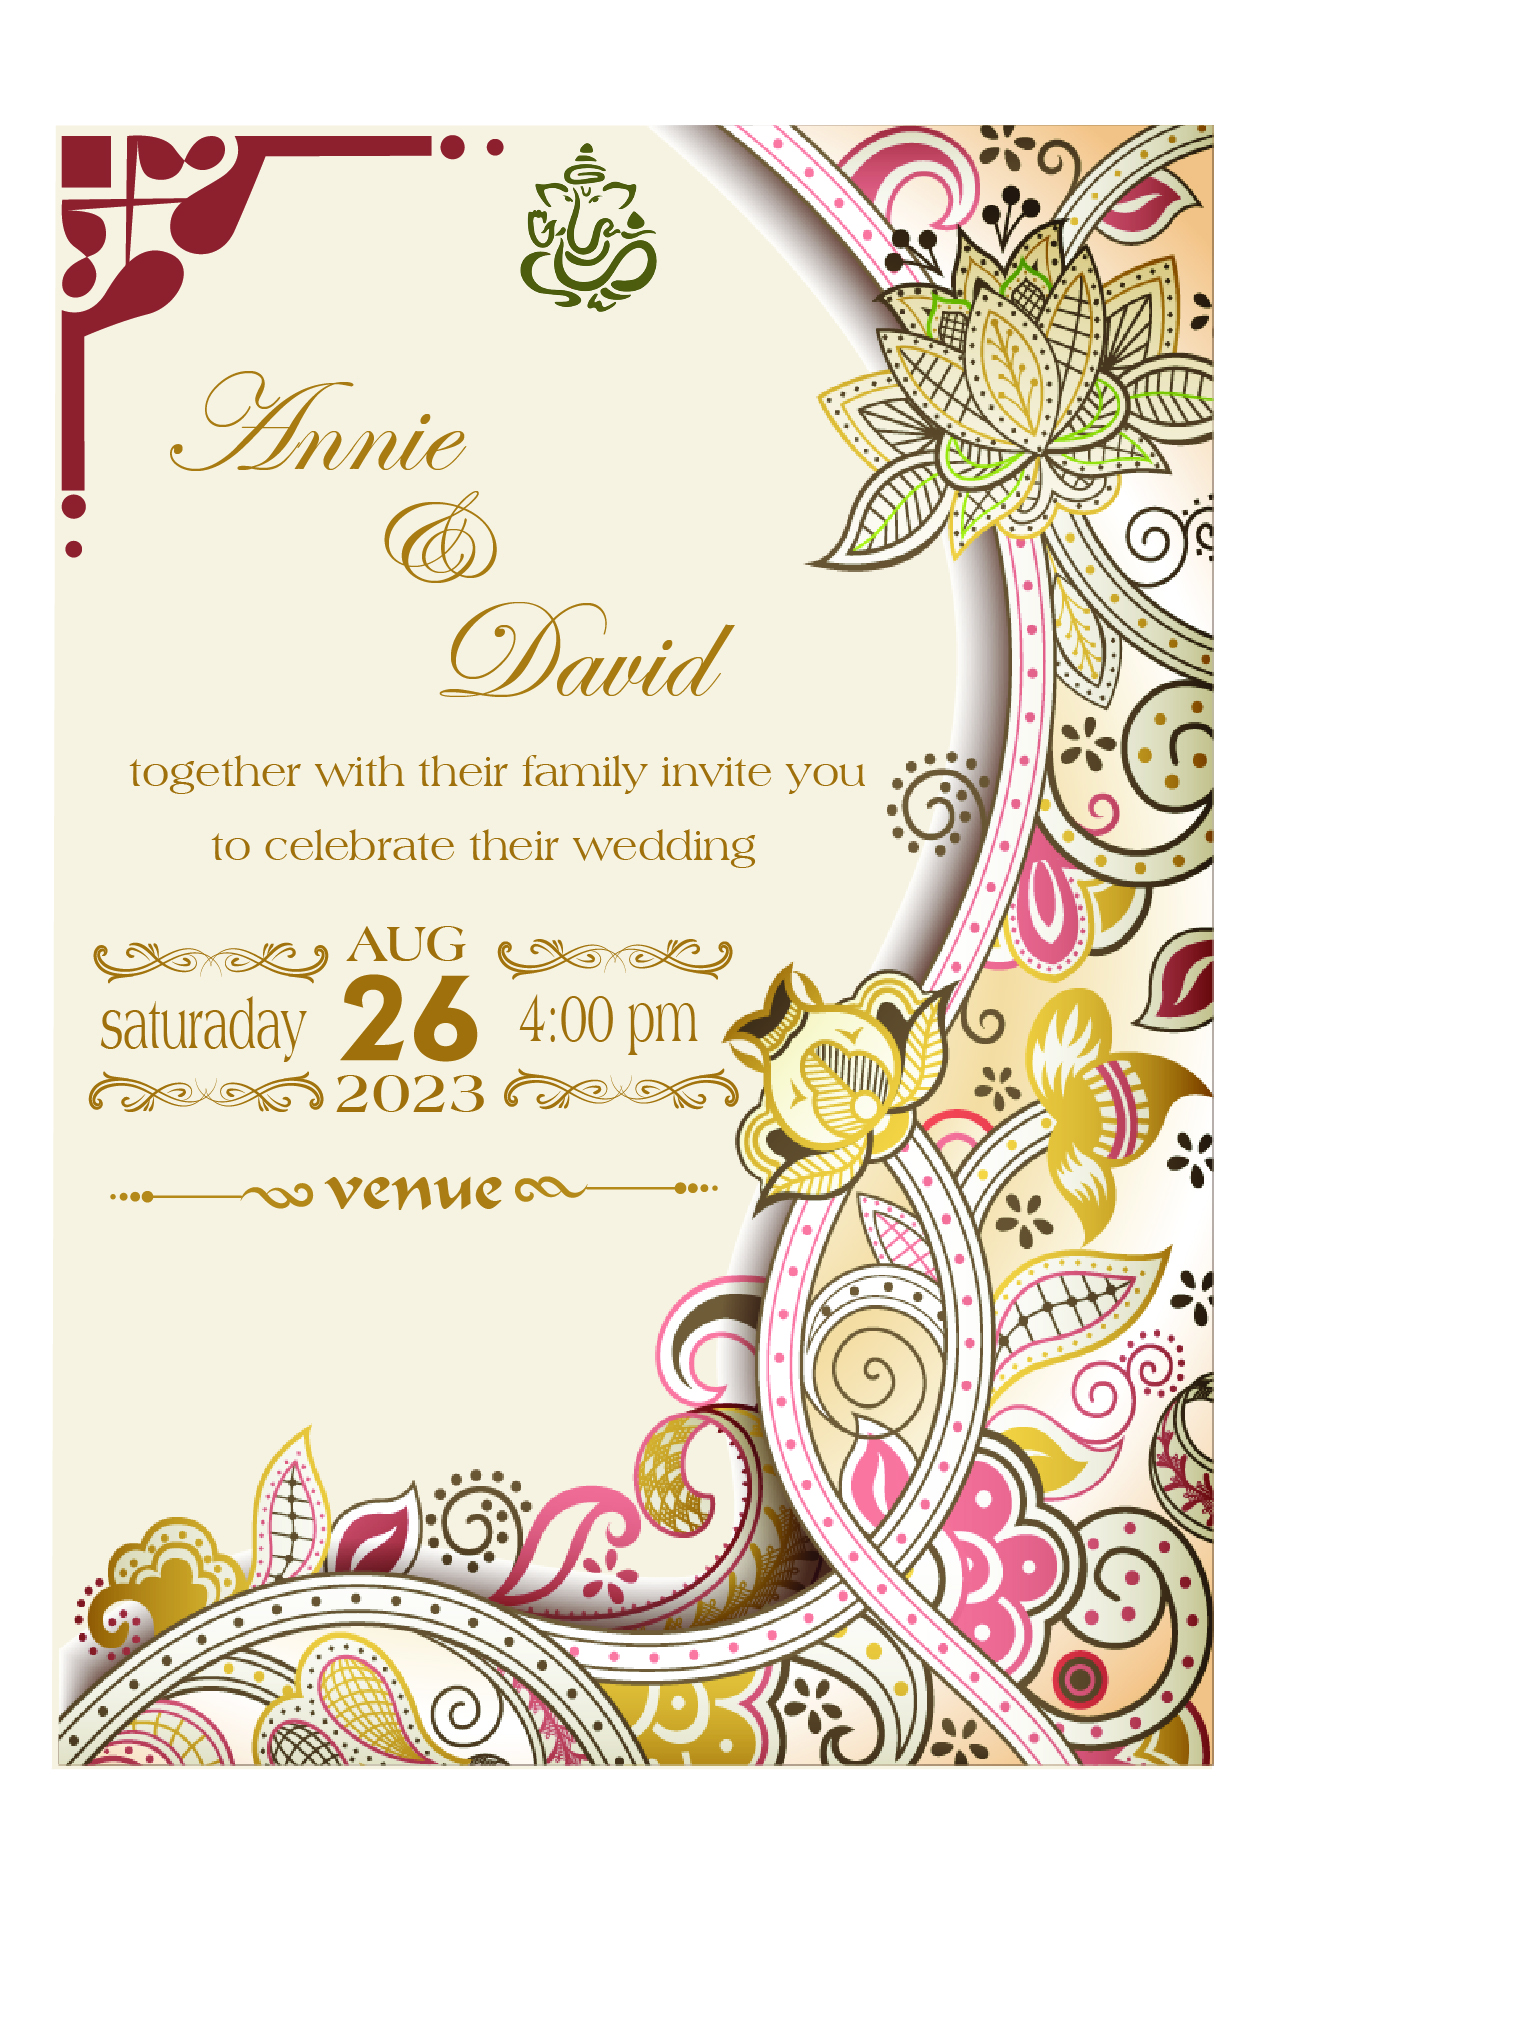 Annie
&
David
together with their family invite you
to celebrate their wedding
AUG
saturaday 26 4:00 pm
2023
venue